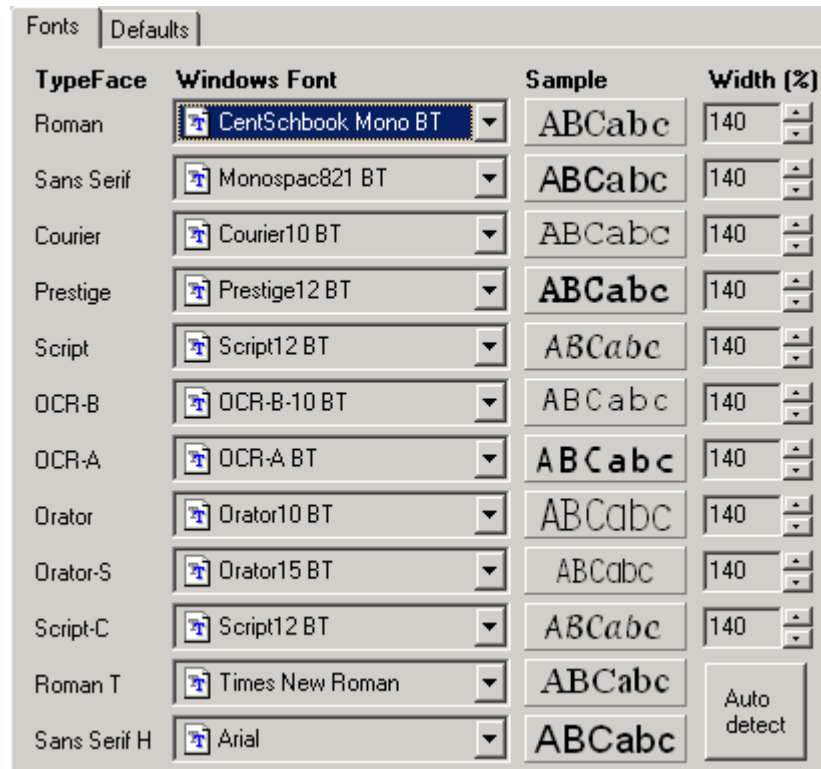 Fonts Defaults
TypeFace Windows Font Sample Width (%)
Roman CentSchbook Mono BT ABCabc 140
Sans Serif Monospac821 BT ABCabc 140
Courier Courier10 BT ABCabc 140
Prestige Prestige12 BT ABCabc 140
Script Script12 BT ABCabc 140
OCR-B OCR-B-10 BT ABCabc 140
OCR-A OCR-A BT ABCabc 140
Orator Orator10 BT ABCabc 140
Orator-S Orator15 BT ABCabc 140
Script-C Script12 BT ABCabc 140
Roman T Times New Roman ABCabc
Auto
detect
Sans Serif H Arial ABCabc